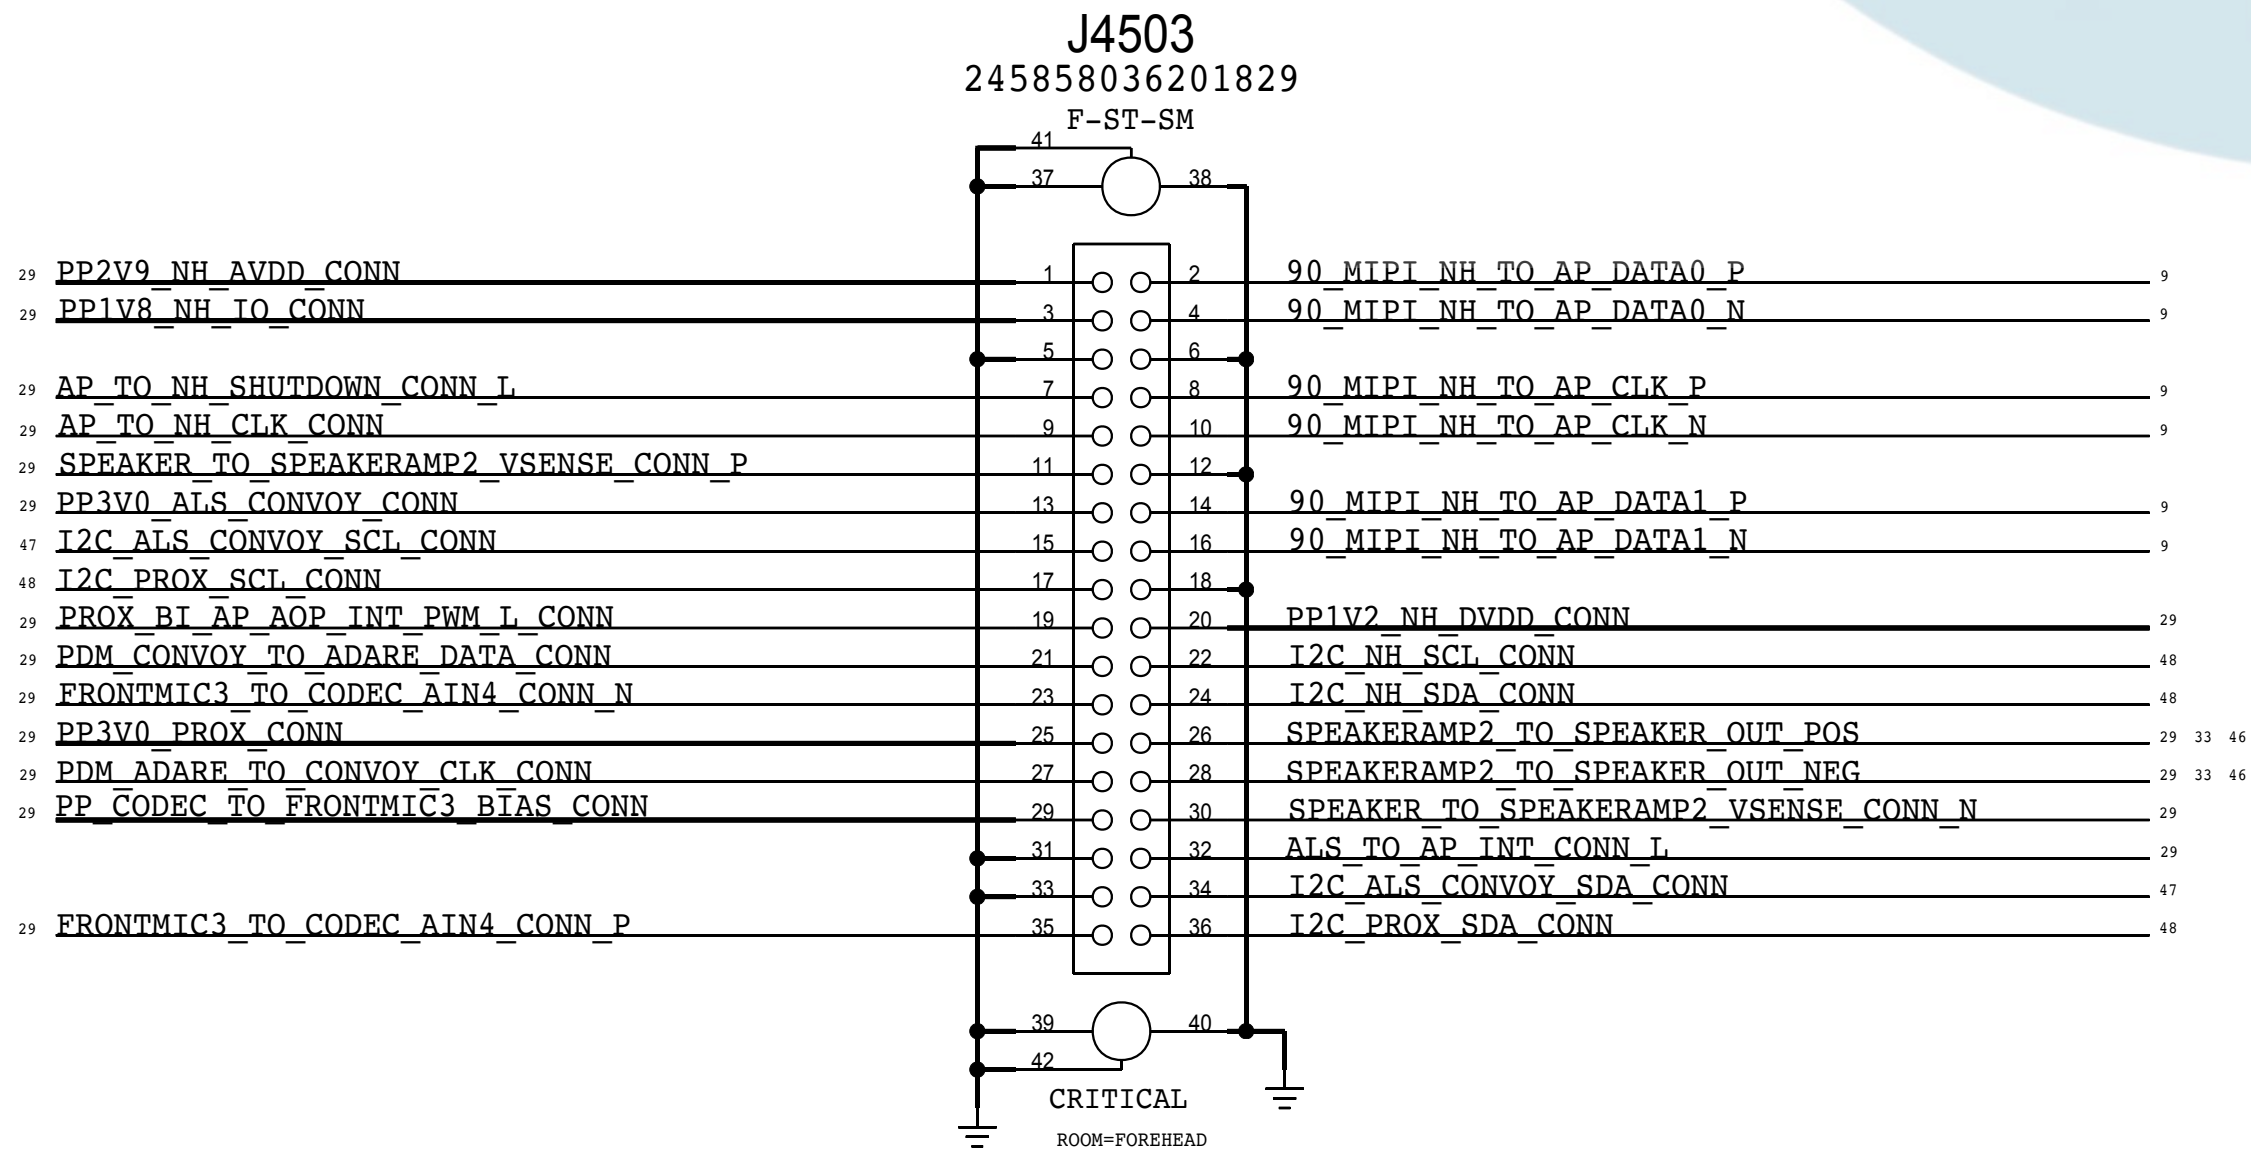 J4503
245858036201829
F-ST-SM
41
37 38
29 PP2V9_NH_AVDD_CONN 1 2 90_MIPI_NH_TO_AP_DATA0_P 9
29 PP1V8_NH_IO_CONN 3 4 90_MIPI_NH_TO_AP_DATA0_N 9
5 6
29 AP_TO_NH_SHUTDOWN_CONN_L 7 8 90_MIPI_NH_TO_AP_CLK_P 9
29 AP_TO_NH_CLK_CONN 9 10 90_MIPI_NH_TO_AP_CLK_N 9
29 SPEAKER_TO_SPEAKERAMP2_VSENSE_CONN_P 11 12
29 PP3V0_ALS_CONVOY_CONN 13 14 90_MIPI_NH_TO_AP_DATA1_P 9
47 I2C_ALS_CONVOY_SCL_CONN 15 16 90_MIPI_NH_TO_AP_DATA1_N 9
48 I2C_PROX_SCL_CONN 17 18
29 PROX_BI_AP_AOP_INT_PWM_L_CONN 19 20 PP1V2_NH_DVDD_CONN 29
29 PDM_CONVOY_TO_ADARE_DATA_CONN 21 22 I2C_NH_SCL_CONN 48
29 FRONTMIC3_TO_CODEC_AIN4_CONN_N 23 24 I2C_NH_SDA_CONN 48
29 PP3V0_PROX_CONN 25 26 SPEAKERAMP2_TO_SPEAKER_OUT_POS 29 33 46
29 PDM_ADARE_TO_CONVOY_CLK_CONN 27 28 SPEAKERAMP2_TO_SPEAKER_OUT_NEG 29 33 46
29 PP_CODEC_TO_FRONTMIC3_BIAS_CONN 29 30 SPEAKER_TO_SPEAKERAMP2_VSENSE_CONN_N 29
31 32 ALS_TO_AP_INT_CONN_L 29
33 34 I2C_ALS_CONVOY_SDA_CONN 47
29 FRONTMIC3_TO_CODEC_AIN4_CONN_P 35 36 I2C_PROX_SDA_CONN 48
39 40
42
CRITICAL
ROOM=FOREHEAD